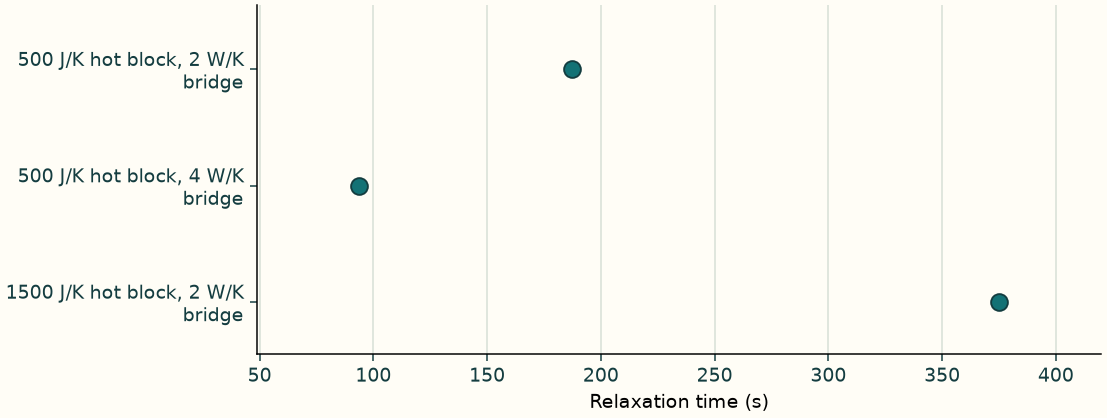 500 J/K hot block, 2 W/K
bridge
500 J/K hot block, 4 W/K
bridge
1500 J/K hot block, 2 W/K
bridge
50 100 150 200 250 300 350 400
Relaxation time (s)